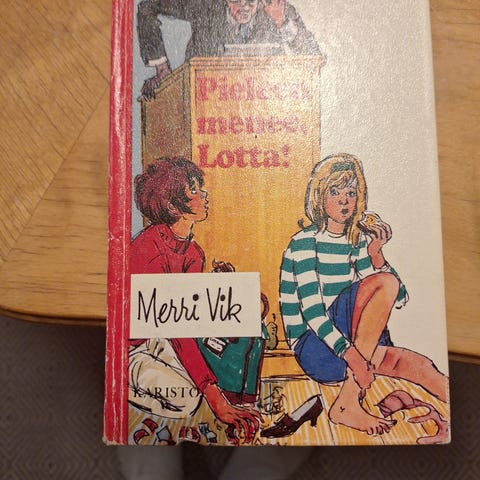 Pieleen
menee,
Lotta!
Merri Vik
KARISTO